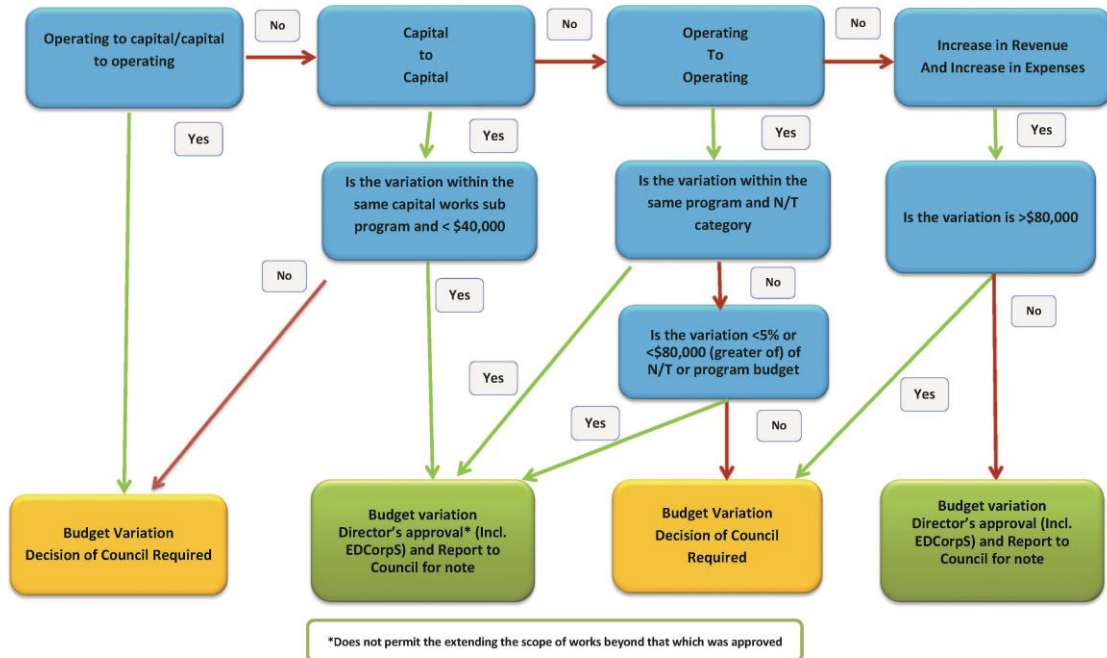 Operating to capital/capital
to operating
No
Capital
to
Capital
No
Operating
To
Operating
No
Increase in Revenue
And Increase in Expenses
Yes
Yes
Yes
Yes
Is the variation within the
same capital works sub
program and < $40,000
Is the variation within the
same program and N/T
category
Is the variation is >$80,000
No
Yes
No
No
Is the variation <5% or
<$80,000 (greater of) of
N/T or program budget
Yes
Yes
No
Yes
Budget Variation
Decision of Council Required
Budget variation
Director's approval* (Incl.
EDCorpS) and Report to
Council for note
Budget Variation
Decision of Council
Required
Budget variation
Director's approval (Incl.
EDCorpS) and Report to
Council for note
*Does not permit the extending the scope of works beyond that which was approved